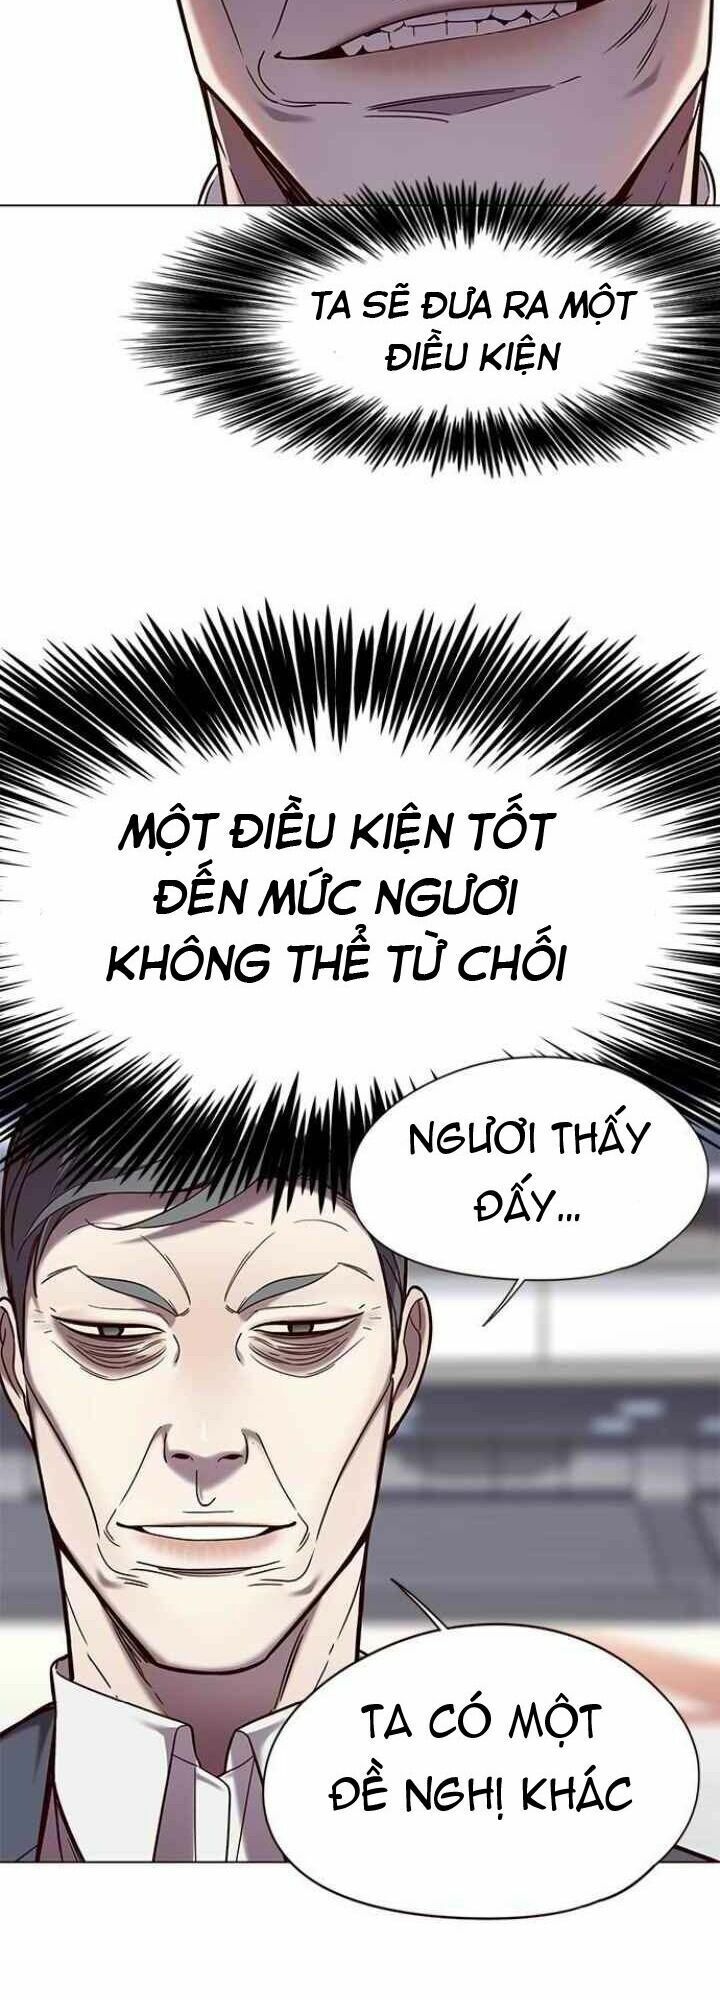 TA SẼ ĐƯA RA MỘT
ĐIỀU KIỆN
MỘT ĐIỀU KIỆN TỐT
ĐẾN MỨC NGƯƠI
KHÔNG THỂ TỪ CHỐI
NGƯƠI THẤY
ĐẤY...
TA CÓ MỘT
ĐỀ NGHỊ KHÁC